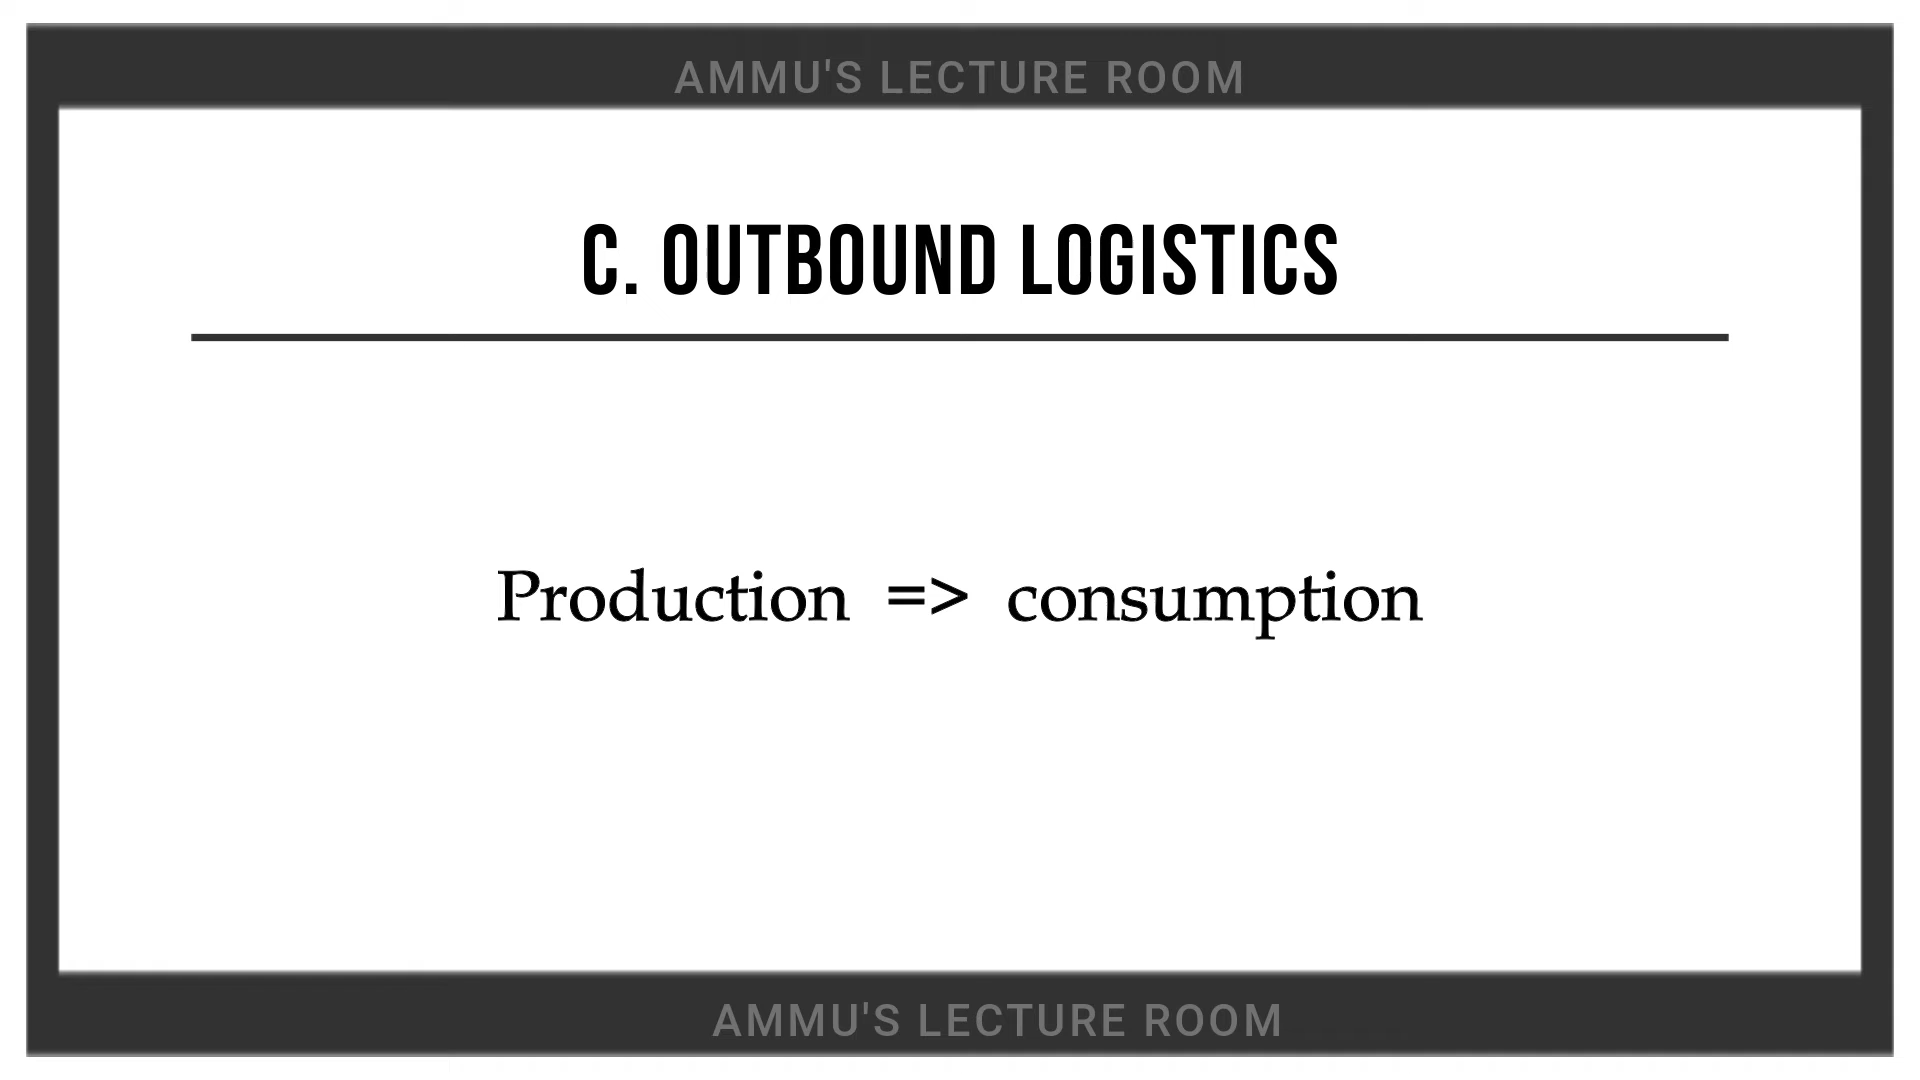 AMMU'S LECTURE ROOM
C. OUTBOUND LOGISTICS
Production => consumption
AMMU'S LECTURE ROOM